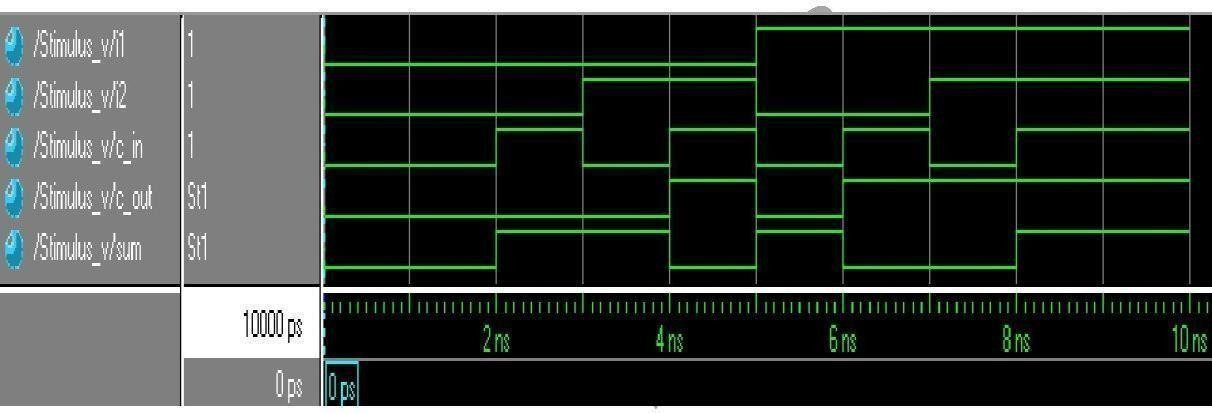 /Stimulus_v/i1 1
/Stimulus_v/i2 1
/Stimulus_v/c_in 1
/Stimulus_v/c_out St1
/Stimulus_v/sum St1
10000 ps 2 ns 4 ns 6 ns 8 ns 10 ns
0 ps 0 ps